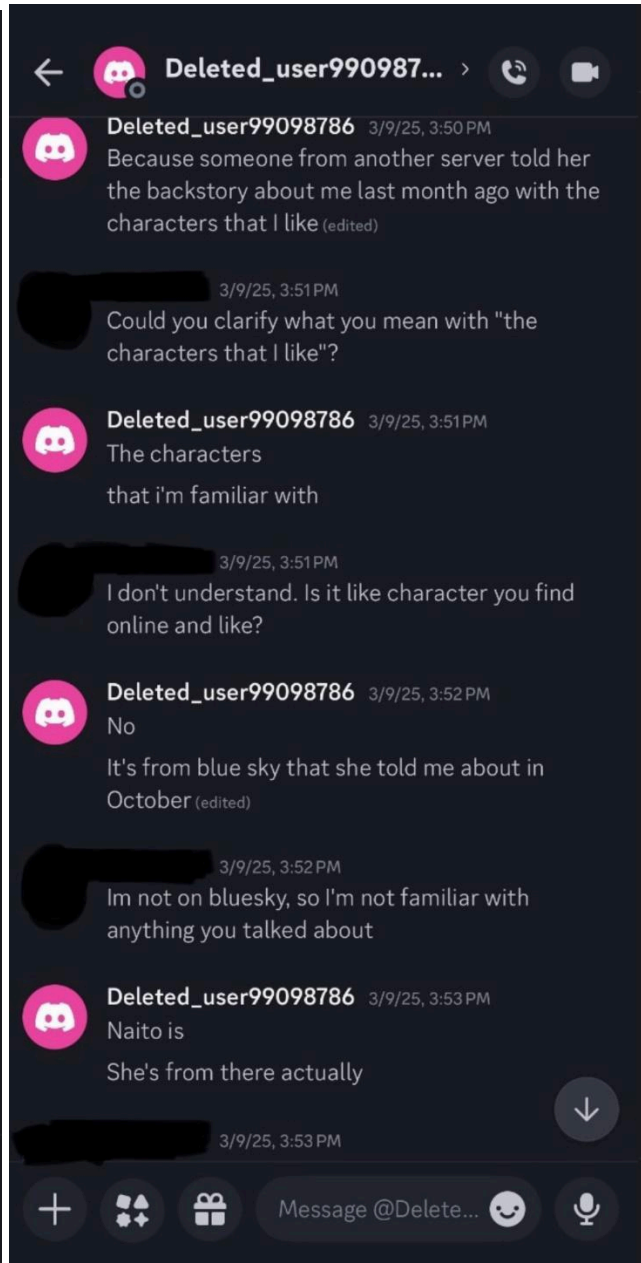 Deleted_user990987...
Deleted_user99098786 3/9/25, 3:50 PM
Because someone from another server told her
the backstory about me last month ago with the
characters that I like (edited)
3/9/25, 3:51 PM
Could you clarify what you mean with "the
characters that I like"?
Deleted_user99098786 3/9/25, 3:51 PM
The characters
that i'm familiar with
3/9/25, 3:51 PM
I don't understand. Is it like character you find
online and like?
Deleted_user99098786 3/9/25, 3:52 PM
No
It's from blue sky that she told me about in
October (edited)
3/9/25, 3:52 PM
Im not on bluesky, so I'm not familiar with
anything you talked about
Deleted_user99098786 3/9/25, 3:53 PM
Naito is
She's from there actually
3/9/25, 3:53 PM
Message @Delete...